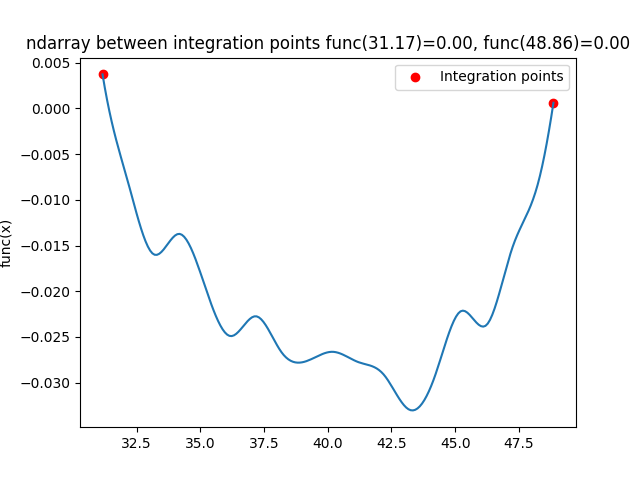 ndarray between integration points func(31.17)=0.00, func(48.86)=0.00
Integration points
func(x)
0.005
0.000
−0.005
−0.010
−0.015
−0.020
−0.025
−0.030
32.5 35.0 37.5 40.0 42.5 45.0 47.5